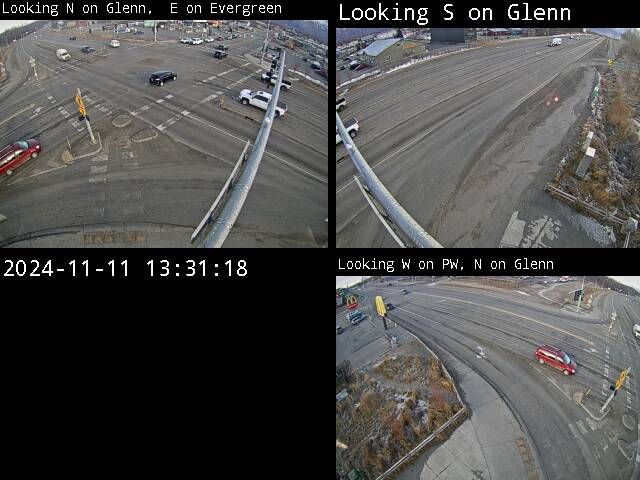 Looking N on Glenn,  E on Evergreen
Looking S on Glenn
2024-11-11 13:31:18
Looking W on PW, N on Glenn